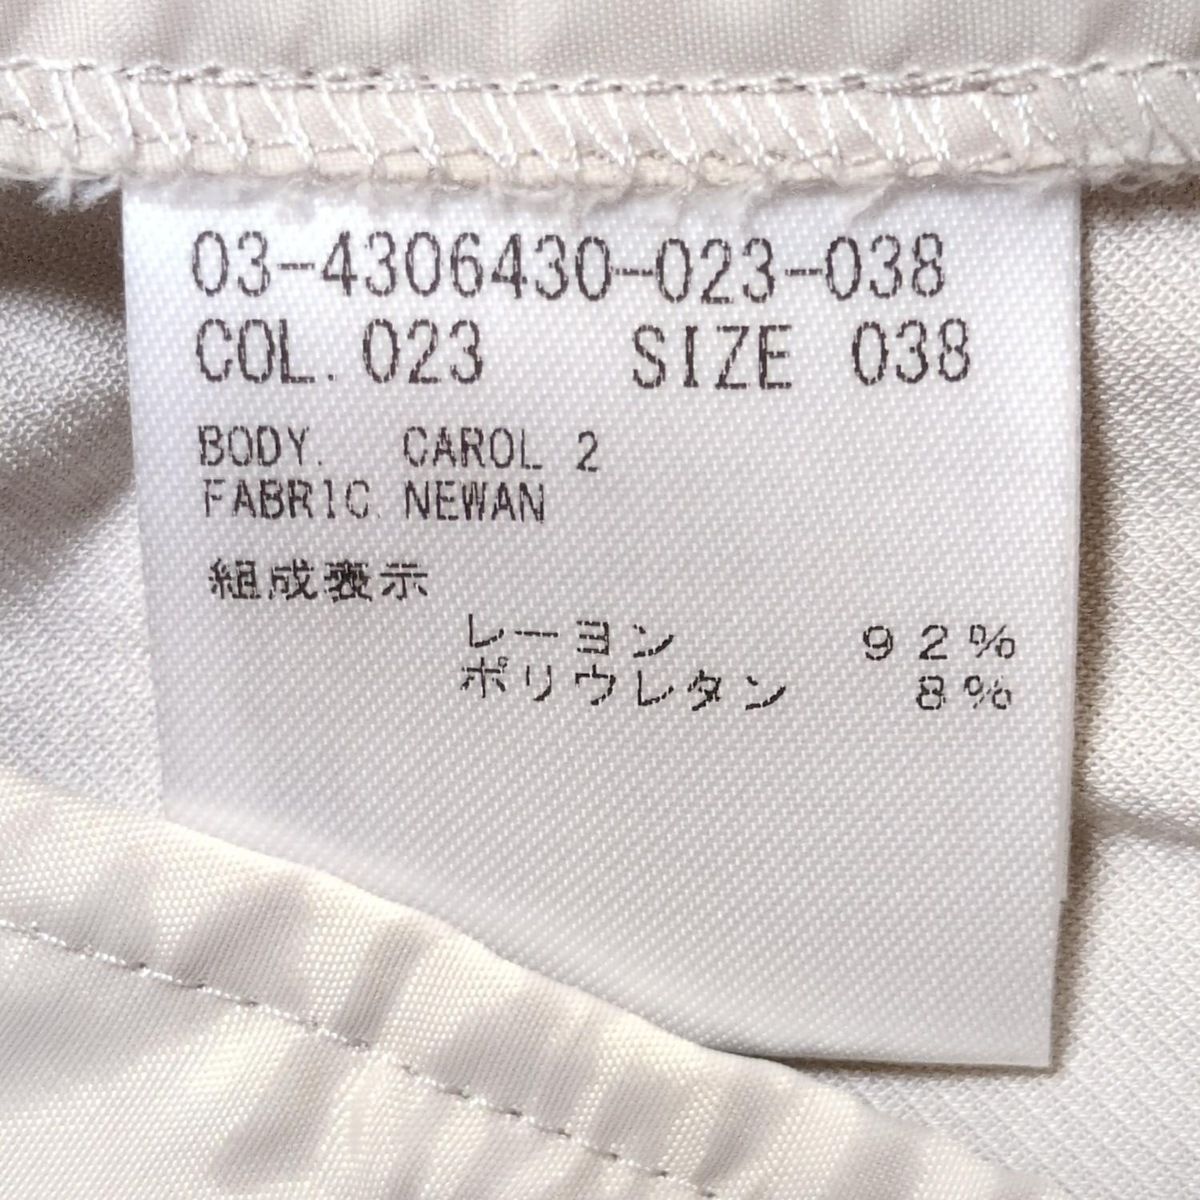 03-4306430-023-038
COL. 023 SIZE 038
BODY. CAROL 2
FABRIC. NEWAN
組成表示
レーヨン 92%
ポリウレタン 8%